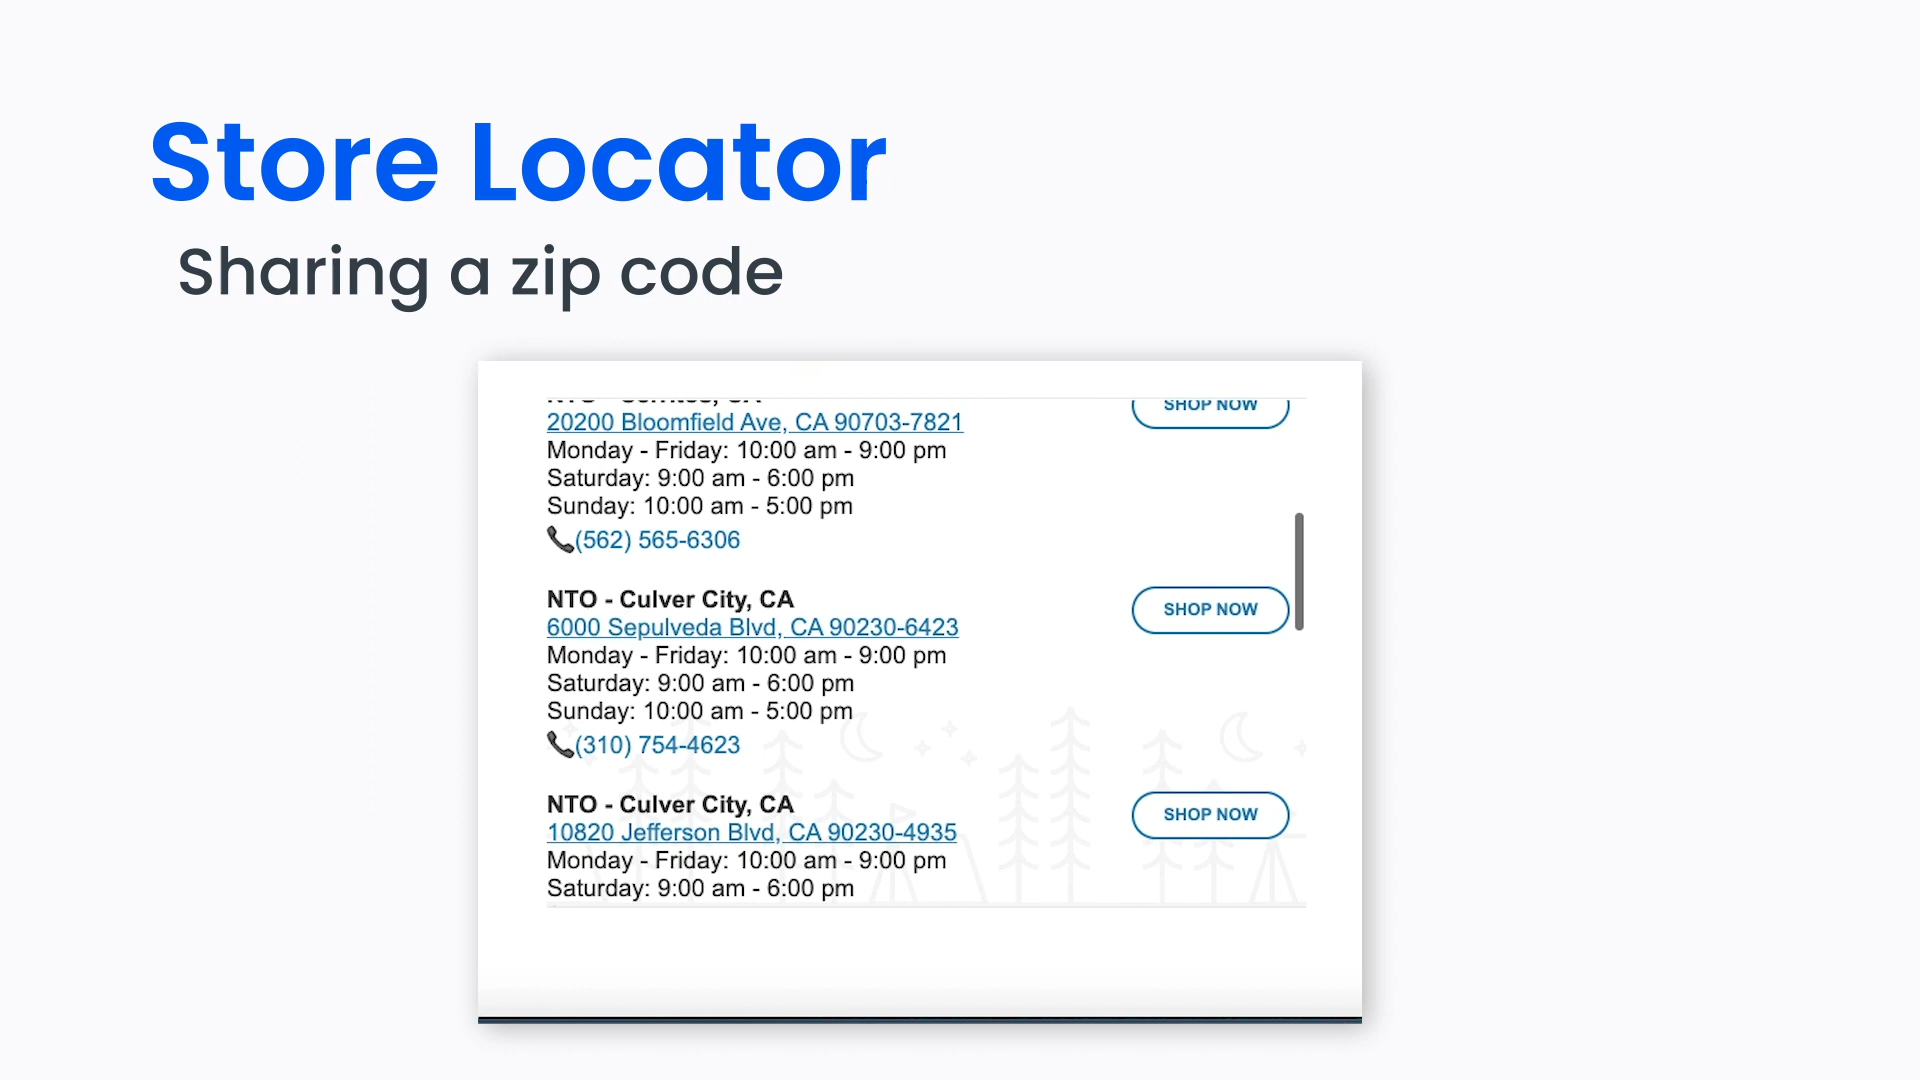 Store Locator
Sharing a zip code
NTO - Cerritos, CA
SHOP NOW
20200 Bloomfield Ave, CA 90703-7821
Monday - Friday: 10:00 am - 9:00 pm
Saturday: 9:00 am - 6:00 pm
Sunday: 10:00 am - 5:00 pm
(562) 565-6306
NTO - Culver City, CA
SHOP NOW
6000 Sepulveda Blvd, CA 90230-6423
Monday - Friday: 10:00 am - 9:00 pm
Saturday: 9:00 am - 6:00 pm
Sunday: 10:00 am - 5:00 pm
(310) 754-4623
NTO - Culver City, CA
SHOP NOW
10820 Jefferson Blvd, CA 90230-4935
Monday - Friday: 10:00 am - 9:00 pm
Saturday: 9:00 am - 6:00 pm